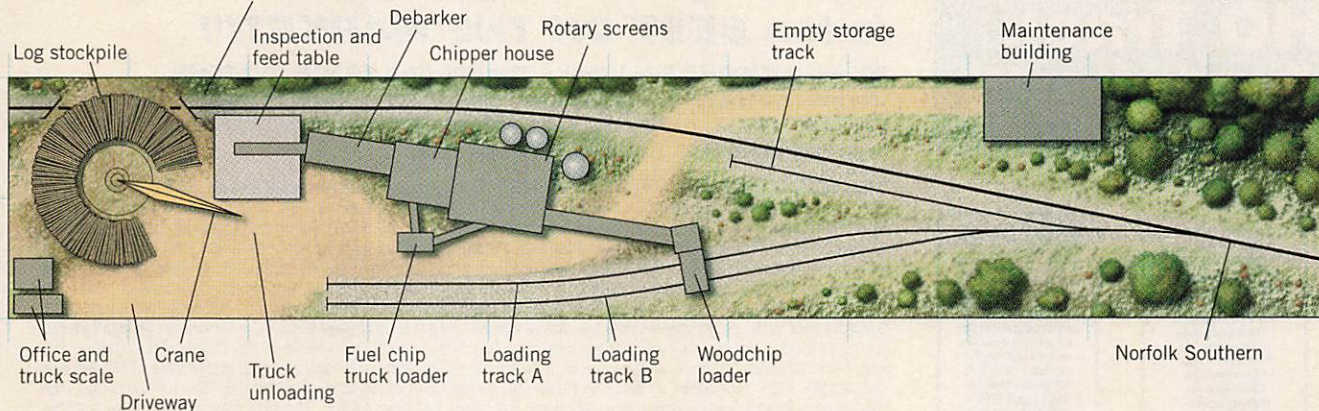 Debarker
Rotary screens
Log stockpile
Inspection and
feed table
Chipper house
Empty storage
track
Maintenance
building
Office and
truck scale
Crane
Driveway
Truck
unloading
Fuel chip
truck loader
Loading
track A
Loading
track B
Woodchip
loader
Norfolk Southern